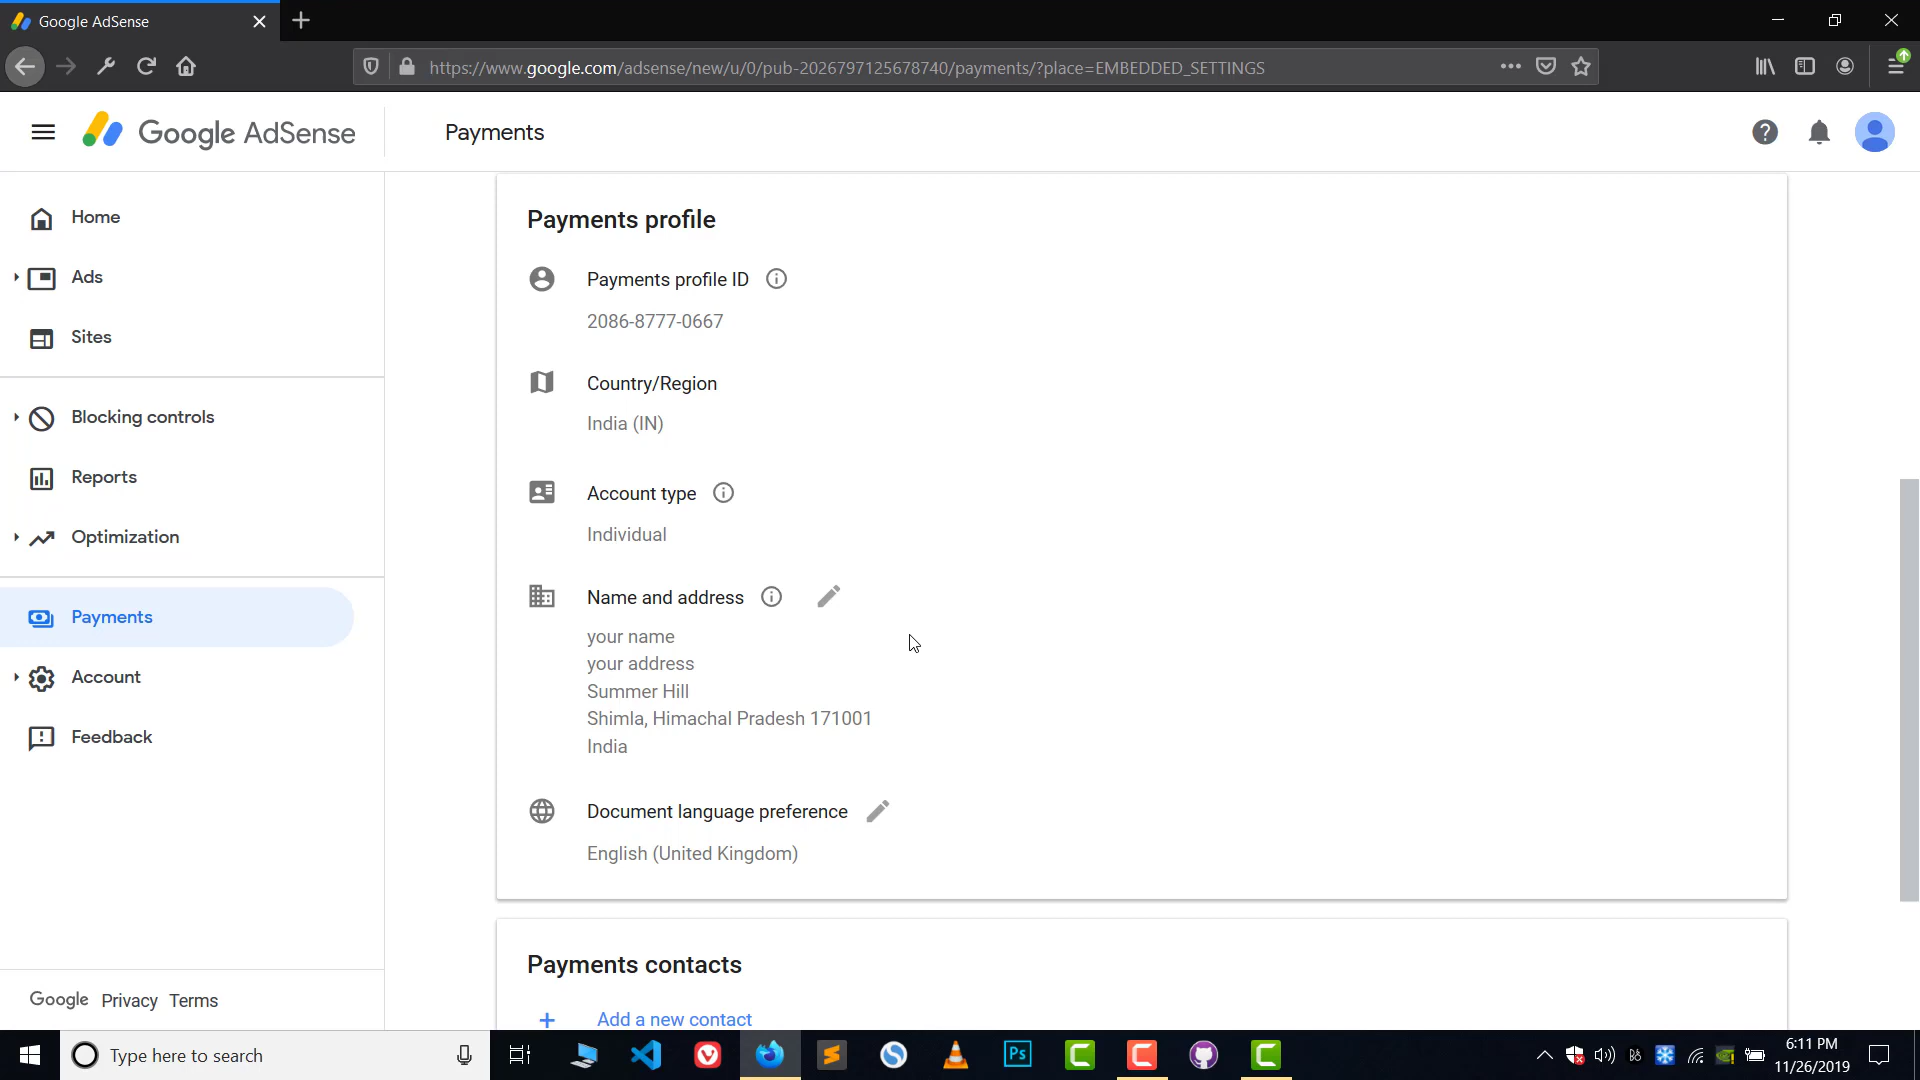 Google AdSense
https://www.google.com/adsense/new/u/0/pub-2026797125678740/payments/?place=EMBEDDED_SETTINGS
Google AdSense
Payments
Home
Ads
Sites
Blocking controls
Reports
Optimization
Payments
Account
Feedback
Google Privacy Terms
Payments profile
Payments profile ID
2086-8777-0667
Country/Region
India (IN)
Account type
Individual
Name and address
your name
your address
Summer Hill
Shimla, Himachal Pradesh 171001
India
Document language preference
English (United Kingdom)
Payments contacts
+ Add a new contact
Type here to search
Ps
6:11 PM
11/26/2019